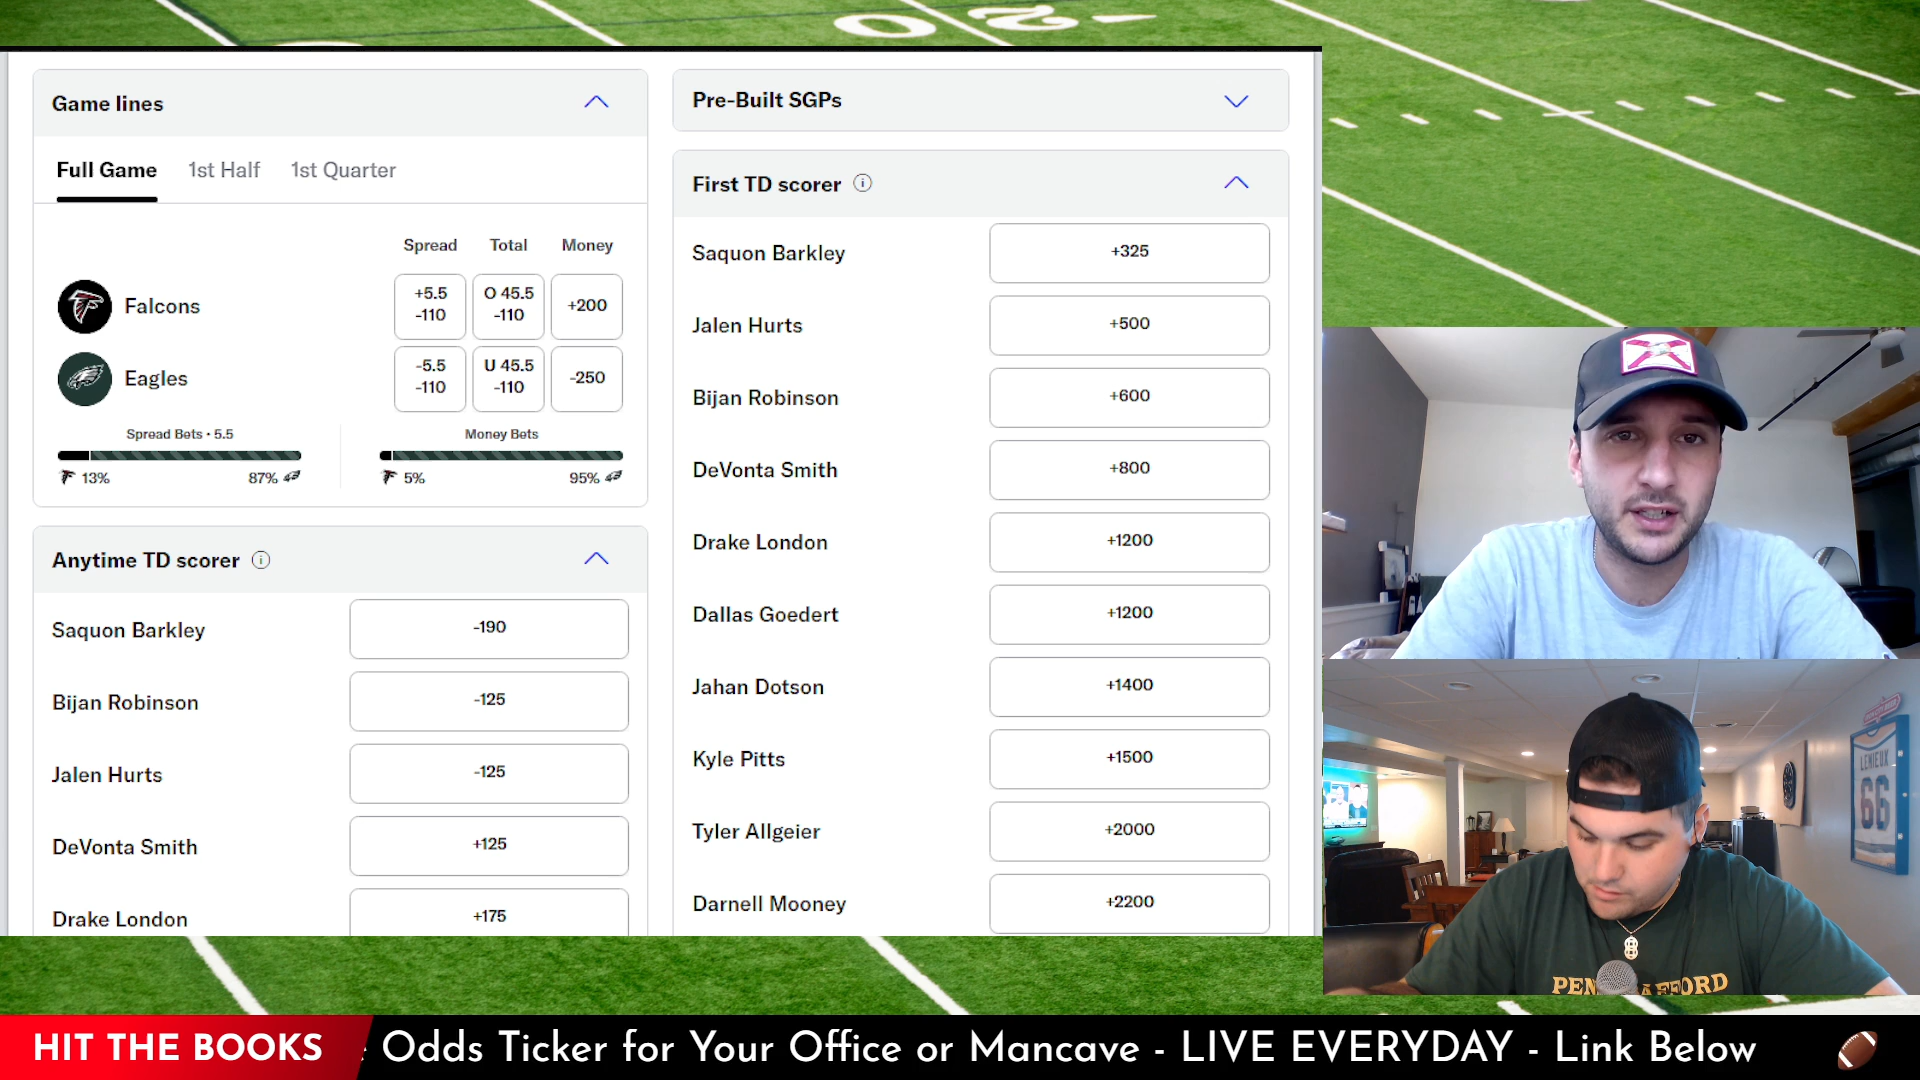 Game lines
Full Game 1st Half 1st Quarter
Spread Total Money
Falcons
+5.5
-110
O 45.5
-110
+200
Eagles
-5.5
-110
U 45.5
-110
-250
Spread Bets • 5.5
13% 87%
Money Bets
5% 95%
Anytime TD scorer
Saquon Barkley -190
Bijan Robinson -125
Jalen Hurts -125
DeVonta Smith +125
Drake London +175
Pre-Built SGPs
First TD scorer
Saquon Barkley +325
Jalen Hurts +500
Bijan Robinson +600
DeVonta Smith +800
Drake London +1200
Dallas Goedert +1200
Jahan Dotson +1400
Kyle Pitts +1500
Tyler Allgeier +2000
Darnell Mooney +2200
LEMIEUX
66
HIT THE BOOKS
Odds Ticker for Your Office or Mancave - LIVE EVERYDAY - Link Below